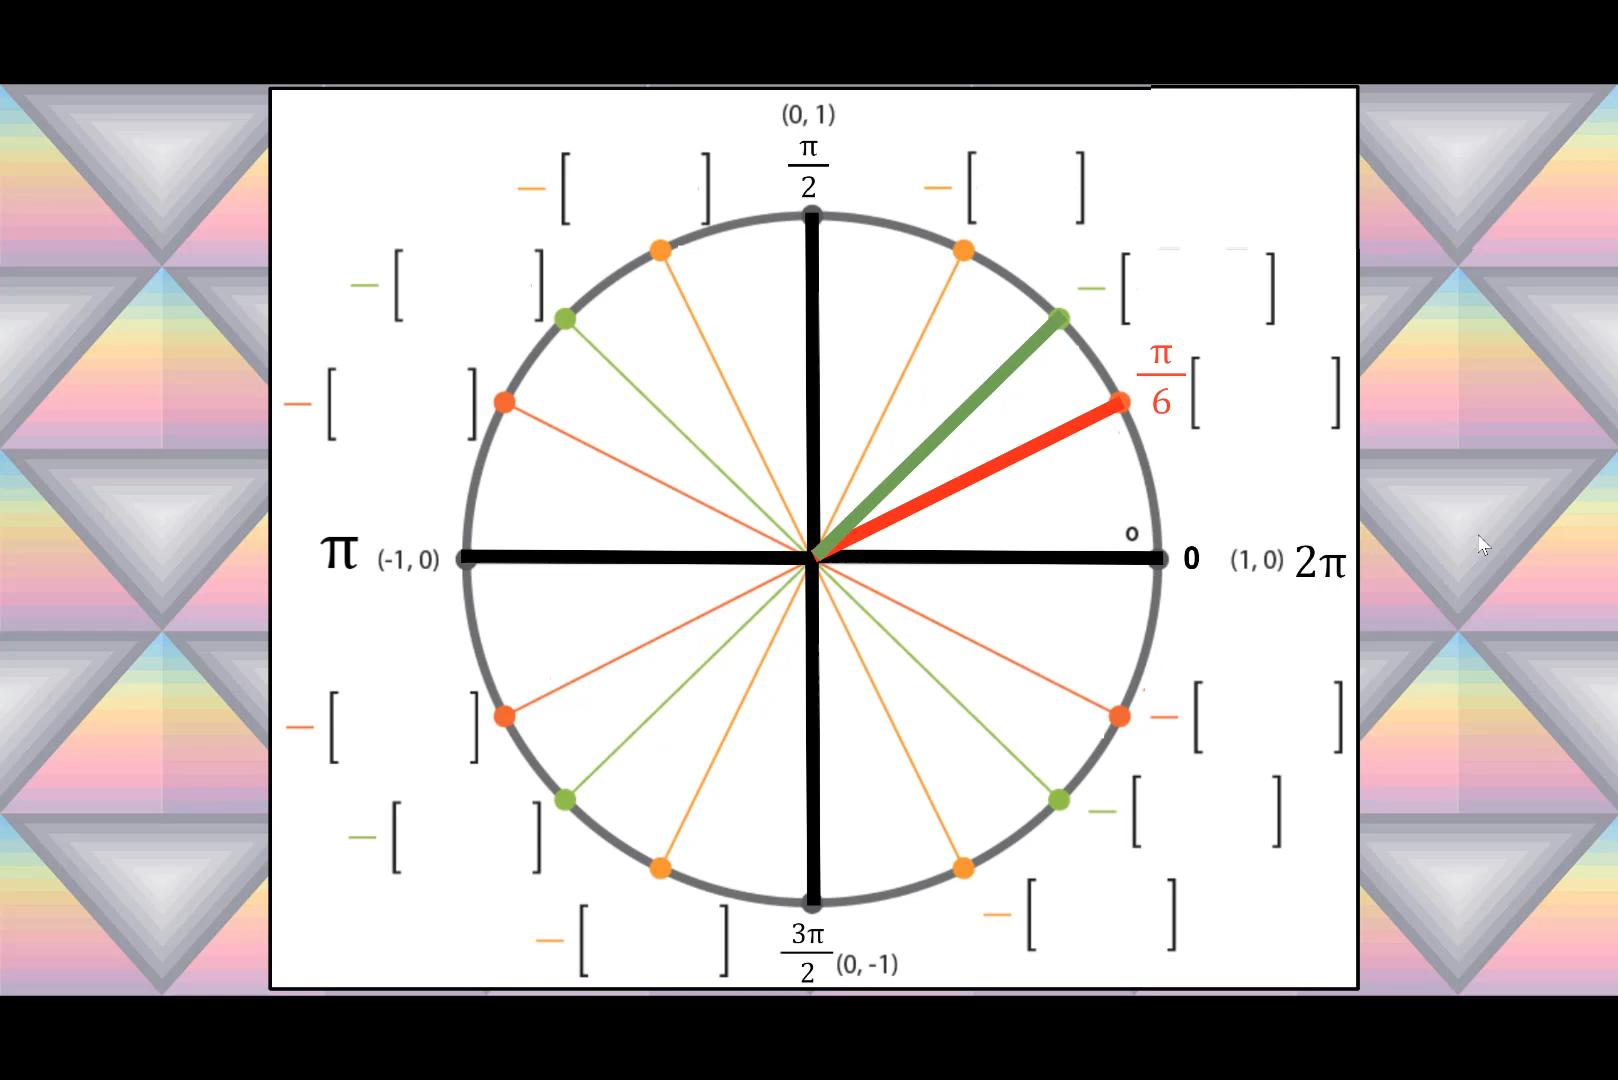 (0, 1)
π
2
π
6
o
π (-1, 0)
0 (1, 0) 2π
3π
2 (0, -1)